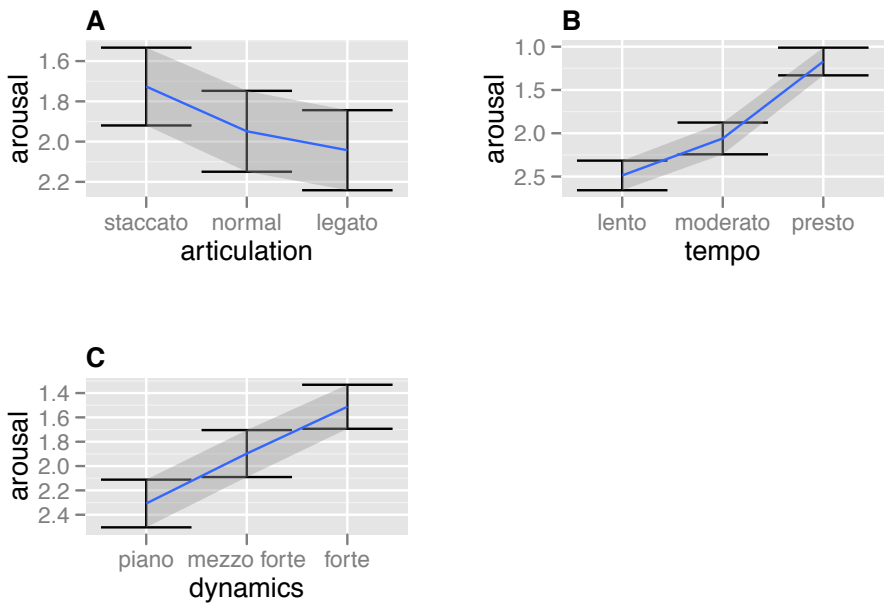 A
arousal
1.6
1.8
2.0
2.2
staccato normal legato
articulation
B
arousal
1.0
1.5
2.0
2.5
lento moderato presto
tempo
C
arousal
1.4
1.6
1.8
2.0
2.2
2.4
piano mezzo forte forte
dynamics